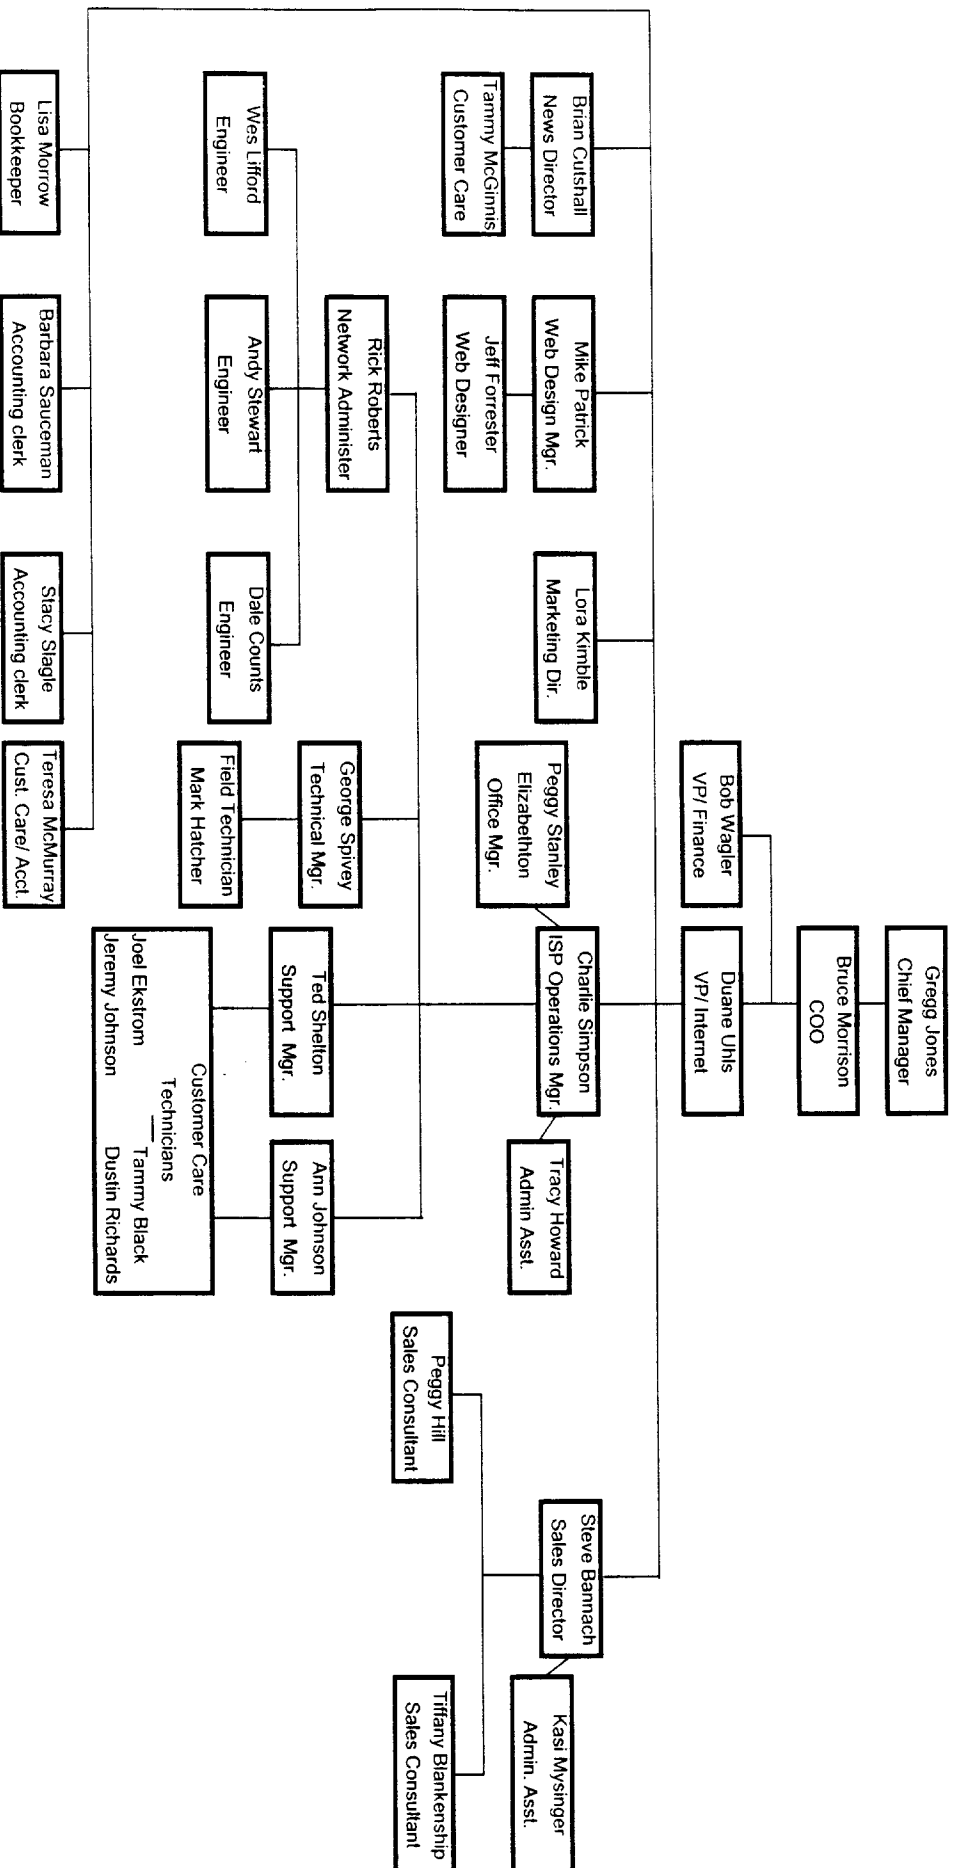 Gregg Jones
Chief Manager
Bruce Morrison
COO
Bob Wagler
VP/ Finance
Duane Uhls
VP/ Internet
Brian Cutshall
News Director
Tammy McGinnis
Customer Care
Mike Patrick
Web Design Mgr.
Jeff Forrester
Web Designer
Lora Kimble
Marketing Dir.
Peggy Stanley
Elizabethton
Office Mgr.
Charlie Simpson
ISP Operations Mgr.
Tracy Howard
Admin Asst.
Steve Bannach
Sales Director
Kasi Mysinger
Admin. Asst.
Peggy Hill
Sales Consultant
Tiffany Blankenship
Sales Consultant
Rick Roberts
Network Administer
Wes Lifford
Engineer
Andy Stewart
Engineer
Dale Counts
Engineer
George Spivey
Technical Mgr.
Field Technician
Mark Hatcher
Ted Shelton
Support Mgr.
Ann Johnson
Support Mgr.
Customer Care
Technicians
Joel Ekstrom Tammy Black
Jeremy Johnson Dustin Richards
Lisa Morrow
Bookkeeper
Barbara Sauceman
Accounting clerk
Stacy Slagle
Accounting clerk
Teresa McMurray
Cust. Care/ Acct.